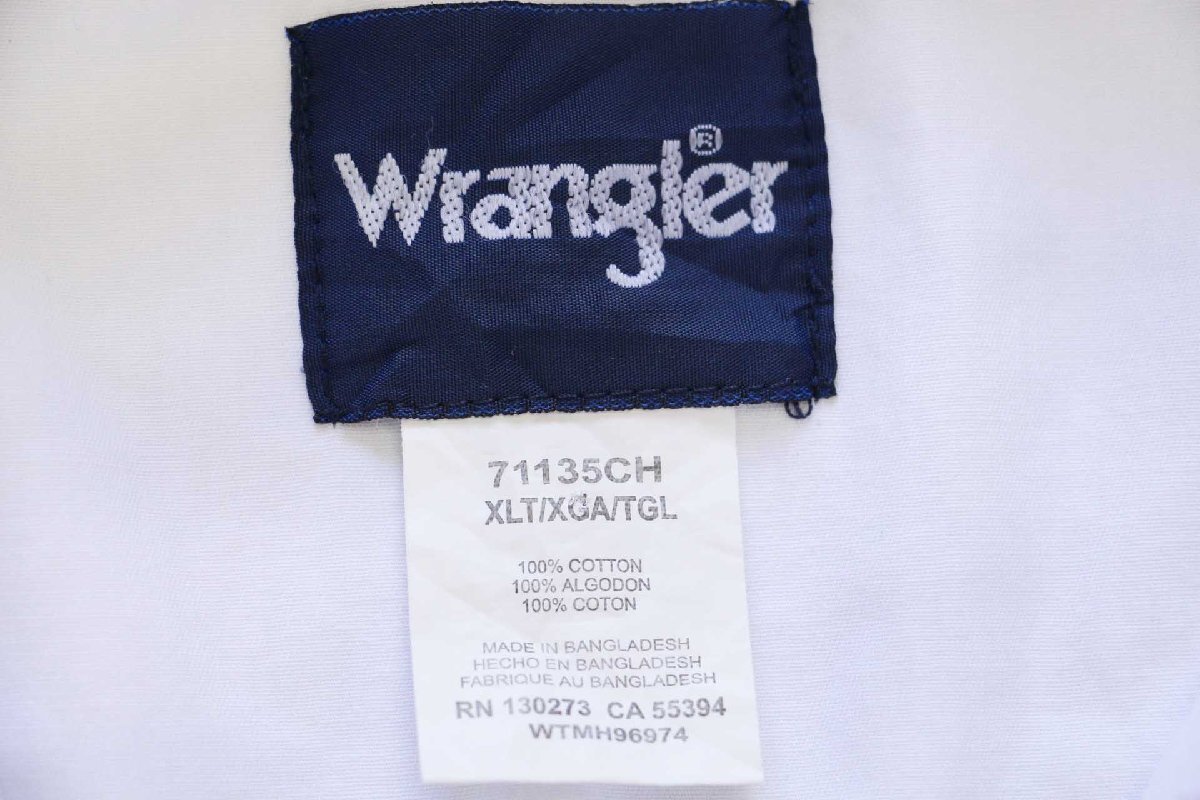 Wrangler®
71135CH
XLT/XGA/TGL
100% COTTON
100% ALGODON
100% COTON
MADE IN BANGLADESH
HECHO EN BANGLADESH
FABRIQUE AU BANGLADESH
RN 130273 CA 55394
WTMH96974